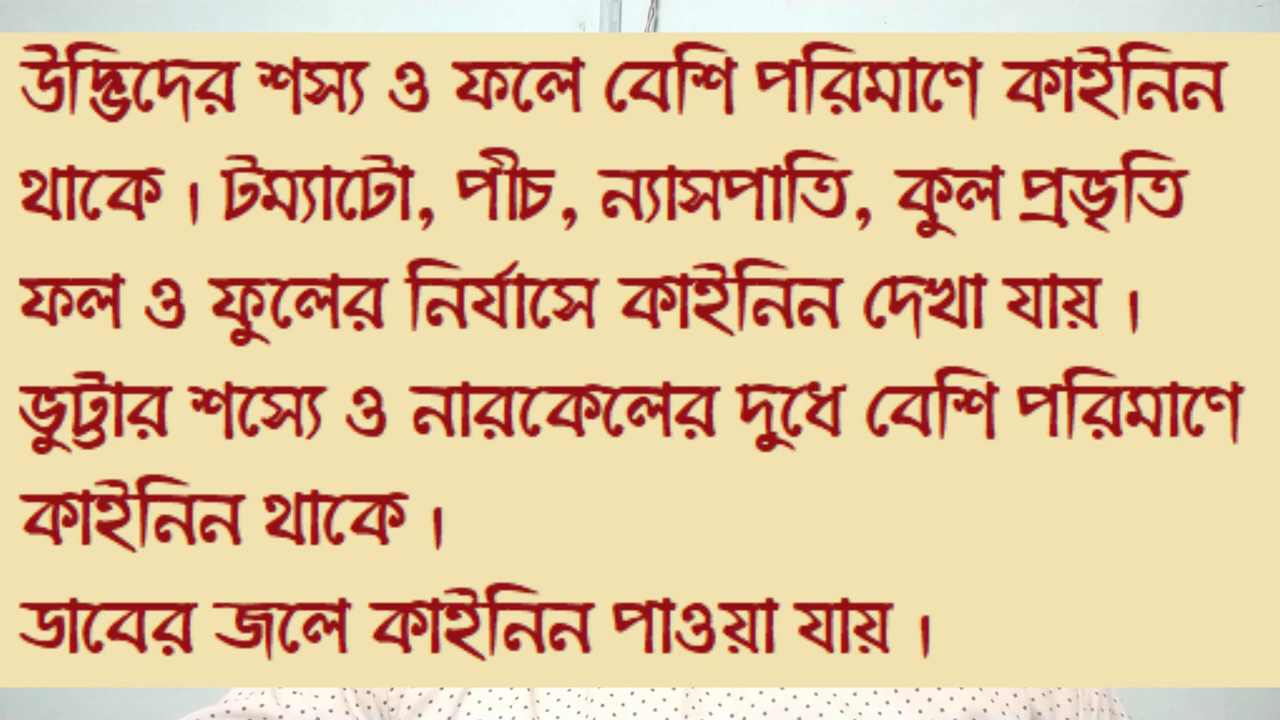 উদ্ভিদের শস্য ও ফলে বেশি পরিমাণে কাইনিন
থাকে। টম্যাটো, পীচ, ন্যাসপাতি, কুল প্রভৃতি
ফল ও ফুলের নির্যাসে কাইনিন দেখা যায়।
ভুট্টার শস্যে ও নারকেলের দুধে বেশি পরিমাণে
কাইনিন থাকে।
ডাবের জলে কাইনিন পাওয়া যায়।